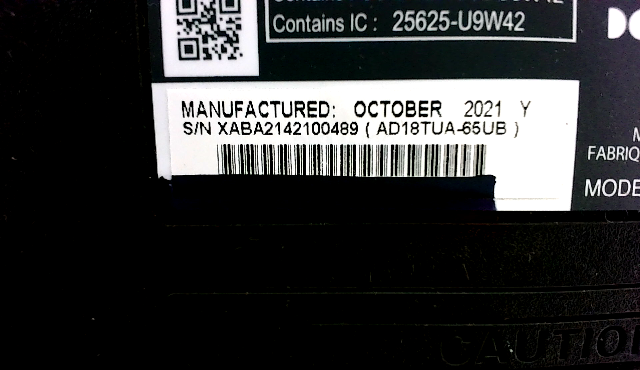 Contains IC : 25625-U9W42
MANUFACTURED: OCTOBER 2021 Y
S/N XABA2142100489 ( AD18TUA-65UB )
FABRIQ
MODE
CAUTIO